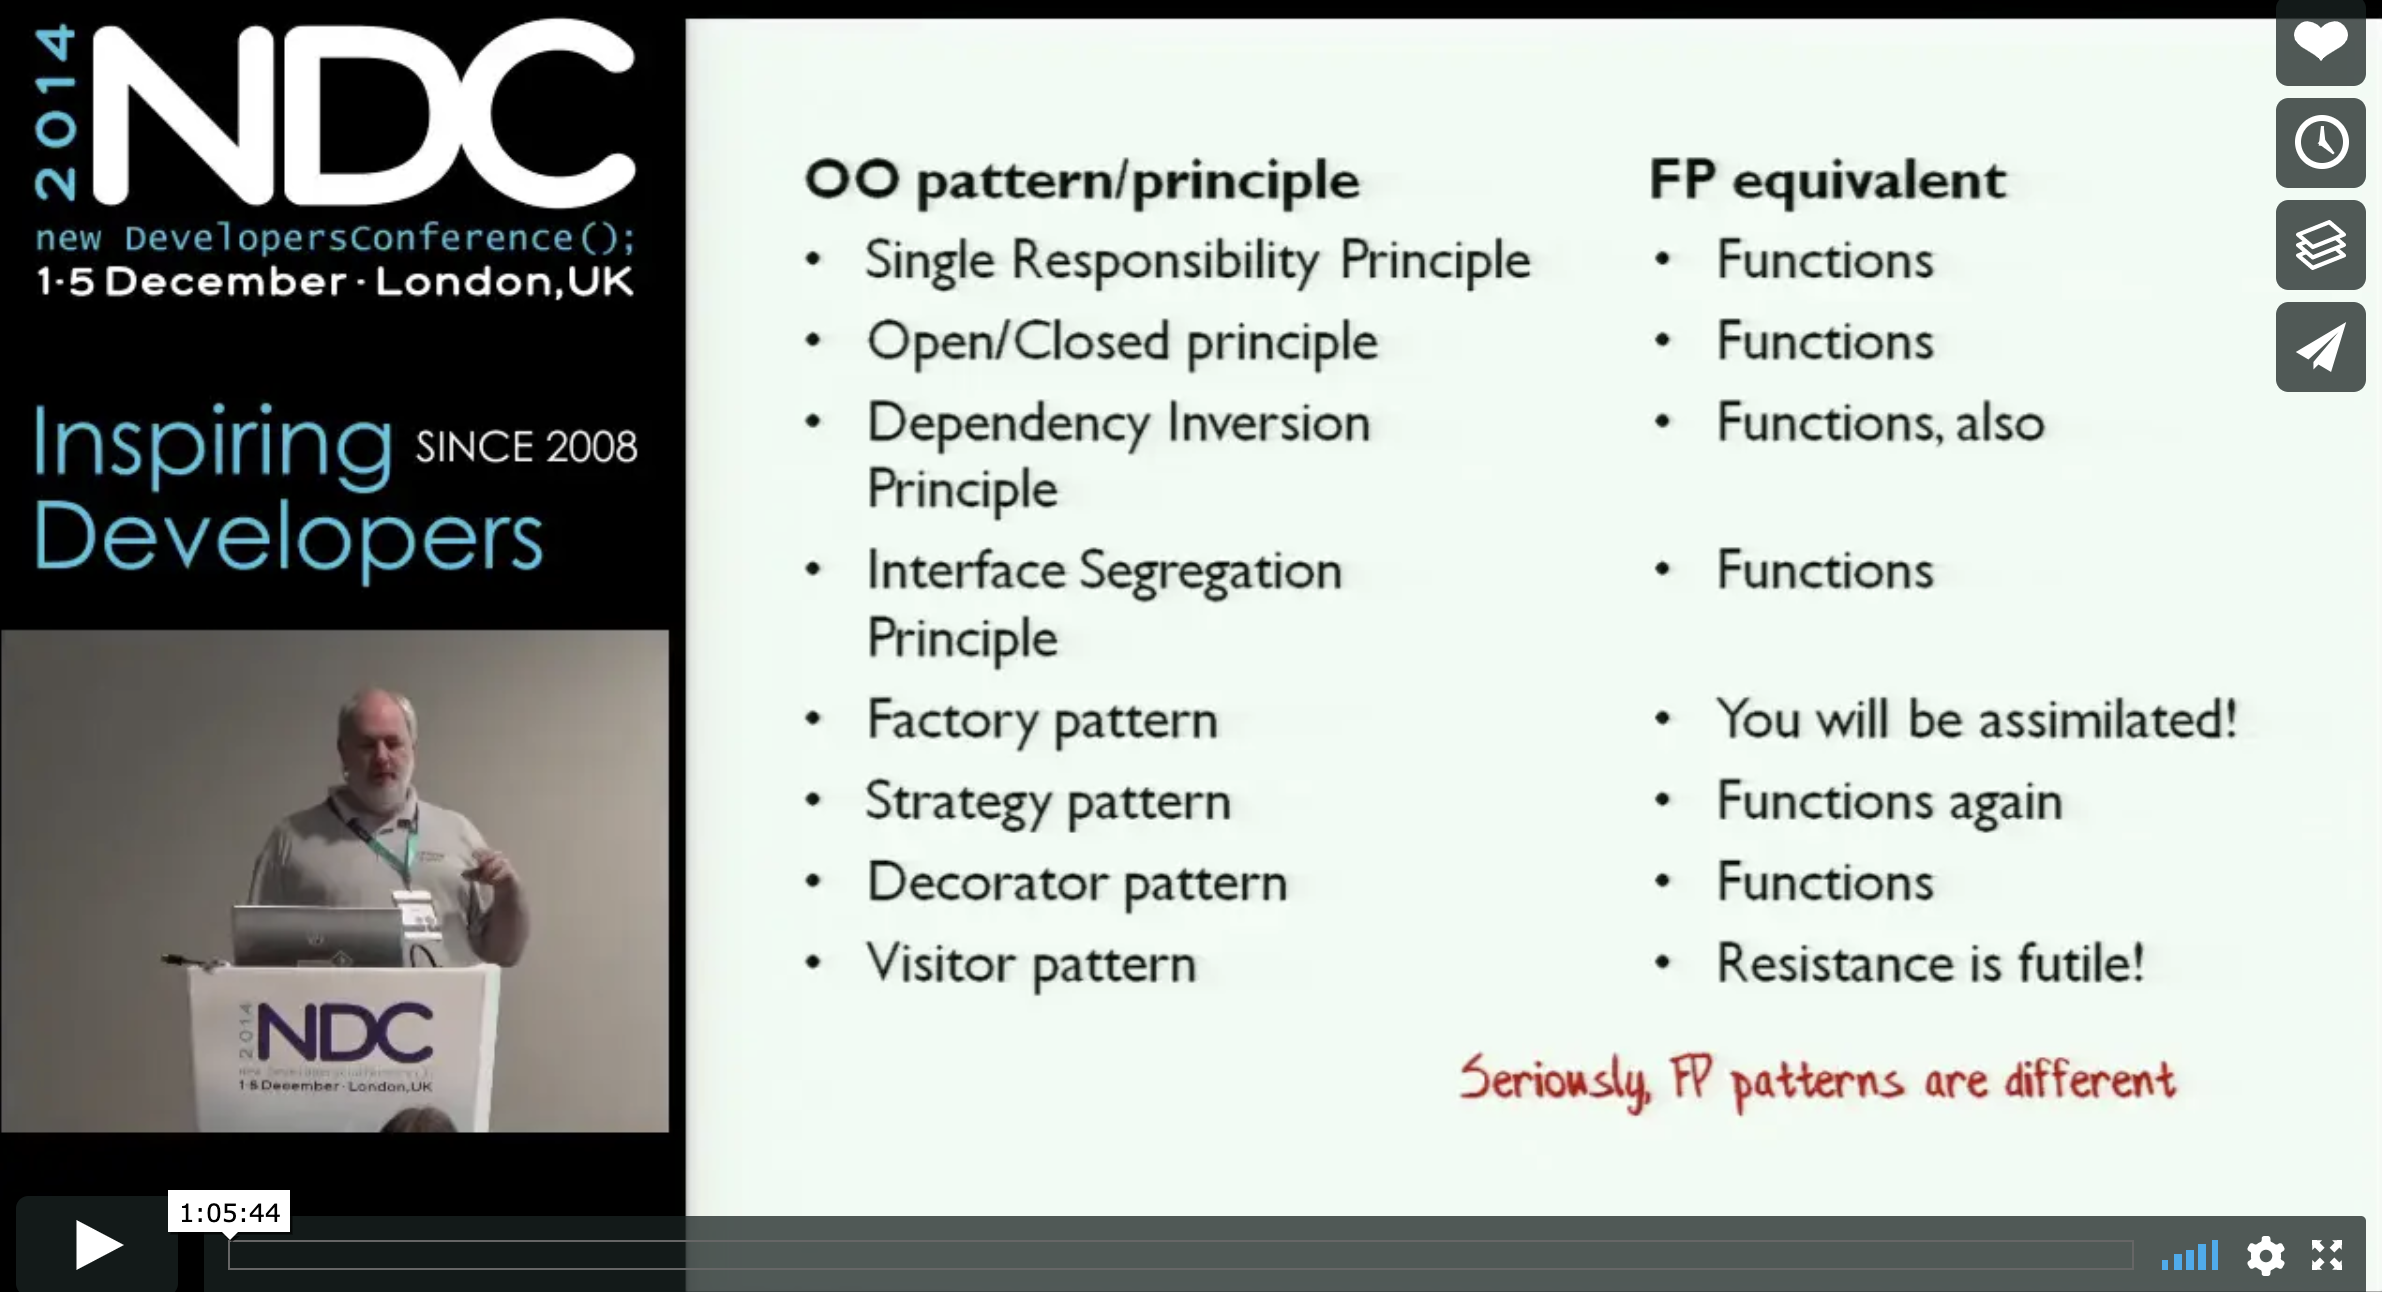 2014
NDC
new DevelopersConference();
1·5 December · London,UK
Inspiring SINCE 2008
Developers
OO pattern/principle
• Single Responsibility Principle
• Open/Closed principle
• Dependency Inversion
Principle
• Interface Segregation
Principle
• Factory pattern
• Strategy pattern
• Decorator pattern
• Visitor pattern
FP equivalent
• Functions
• Functions
• Functions, also
• Functions
• You will be assimilated!
• Functions again
• Functions
• Resistance is futile!
Seriously, FP patterns are different
2014
NDC
new DevelopersConference();
1·5 December · London,UK
1:05:44